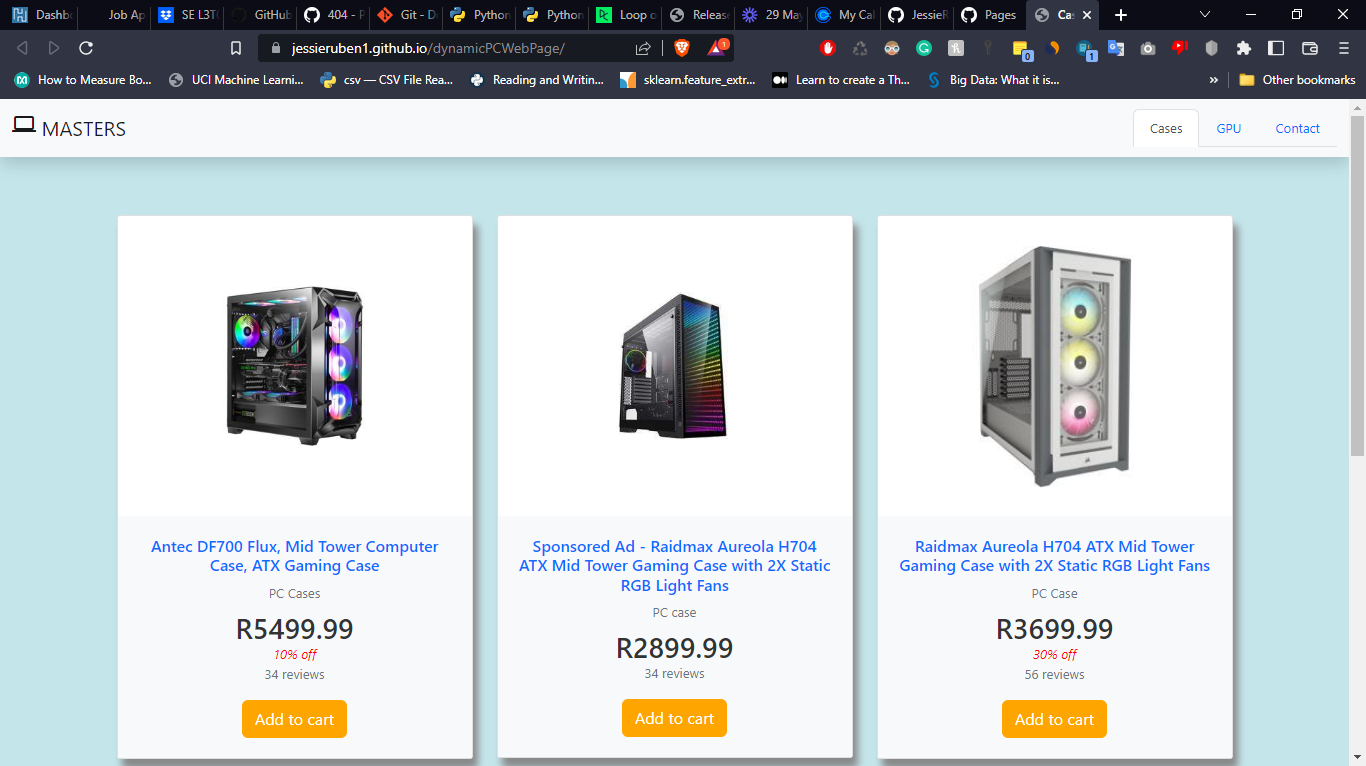 Dashb
Job Ap
SE L3T
GitHub
404 - P
Git - D
Python
Python
Loop o
Releas
29 May
My Cal
JessieR
Pages
Ca
jessieruben1.github.io/dynamicPCWebPage/
1
0
1
How to Measure Bo...
UCI Machine Learni...
csv — CSV File Rea...
Reading and Writin...
sklearn.feature_extr...
Learn to create a Th...
Big Data: What it is...
»
Other bookmarks
MASTERS
Cases
GPU
Contact
Antec DF700 Flux, Mid Tower Computer
Case, ATX Gaming Case
PC Cases
R5499.99
10% off
34 reviews
Add to cart
Sponsored Ad - Raidmax Aureola H704
ATX Mid Tower Gaming Case with 2X Static
RGB Light Fans
PC case
R2899.99
34 reviews
Add to cart
Raidmax Aureola H704 ATX Mid Tower
Gaming Case with 2X Static RGB Light Fans
PC Case
R3699.99
30% off
56 reviews
Add to cart